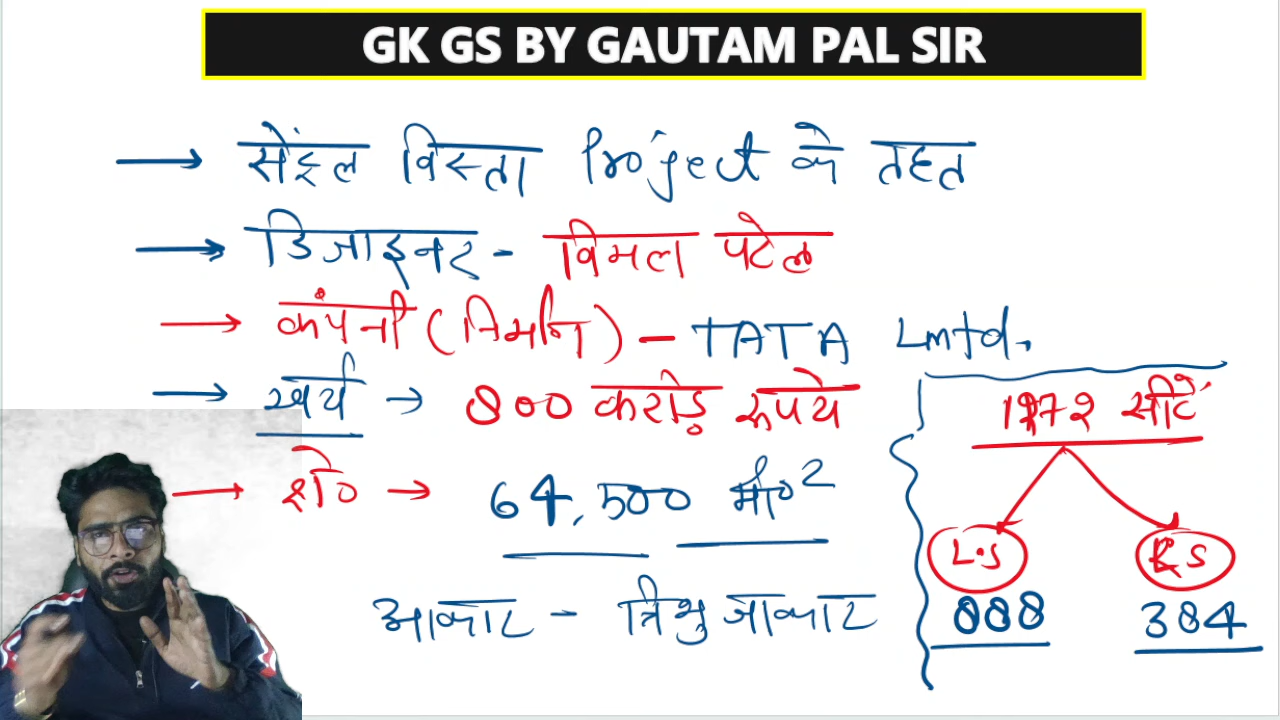 GK GS BY GAUTAM PAL SIR
→ सेंट्रल विस्ता Project के तहत
→ डिजाइनर - विमल पटेल
→ कंपनी (निर्माण) - TATA Lmtd.
→ खर्च → 800 करोड़ रूपये
→ क्षे० → 64,500 मी०²
आकार - त्रिभुजाकार
1272 सीटें
L.S RS
888 384